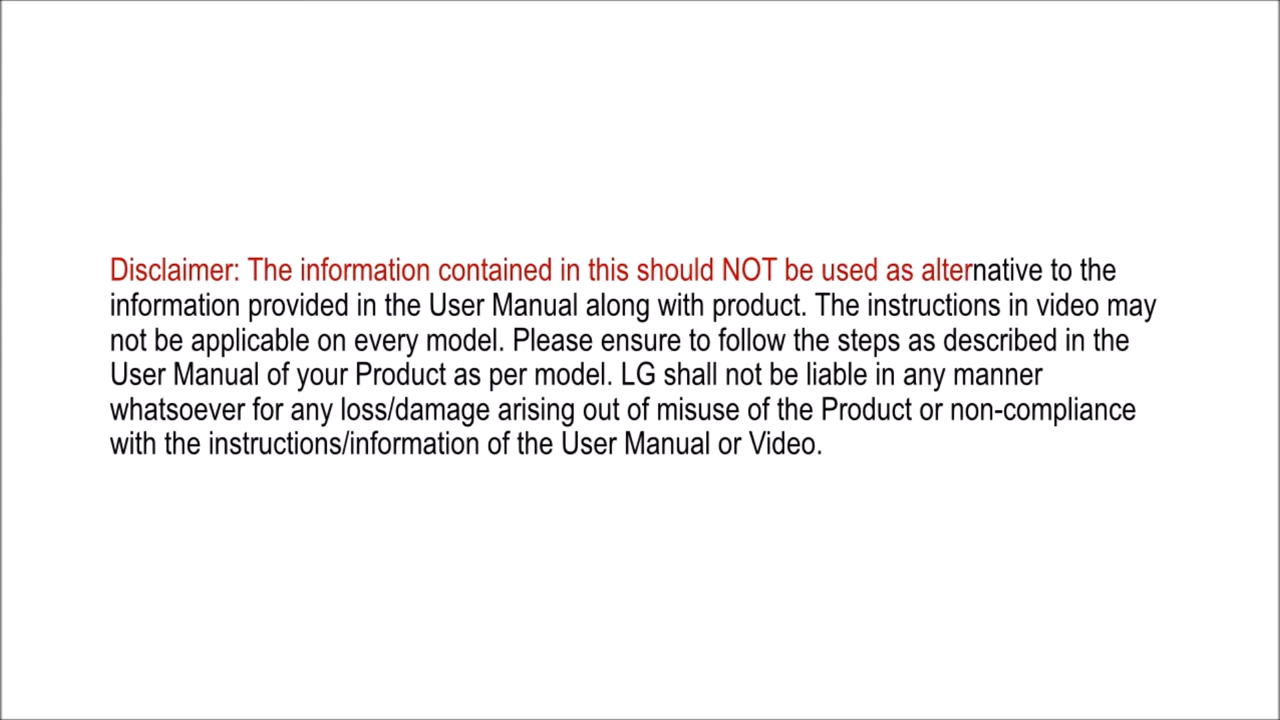 Disclaimer: The information contained in this should NOT be used as alternative to the
information provided in the User Manual along with product. The instructions in video may
not be applicable on every model. Please ensure to follow the steps as described in the
User Manual of your Product as per model. LG shall not be liable in any manner
whatsoever for any loss/damage arising out of misuse of the Product or non-compliance
with the instructions/information of the User Manual or Video.